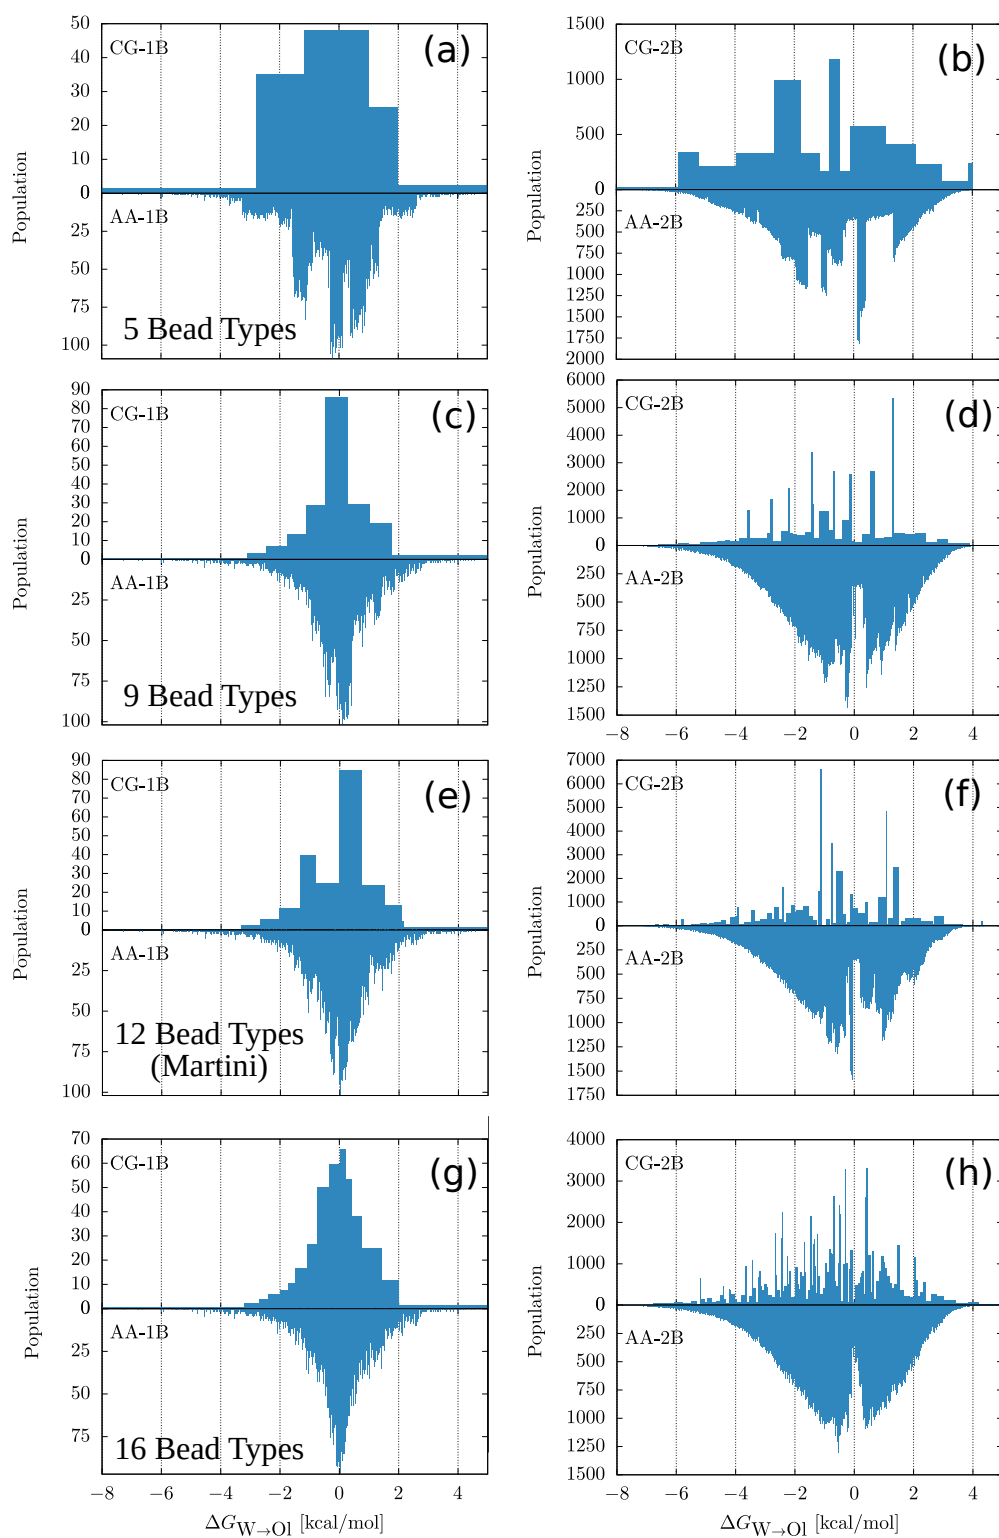 50
40
30
20
10
0
25
50
75
100
Population
CG-1B
AA-1B
(a)
5 Bead Types
1500
1000
500
0
250
500
750
1000
1250
1500
1750
2000
Population
CG-2B
AA-2B
(b)
90
80
70
60
50
40
30
20
10
0
25
50
75
100
Population
CG-1B
AA-1B
(c)
9 Bead Types
6000
5000
4000
3000
2000
1000
0
250
500
750
1000
1250
1500
Population
CG-2B
AA-2B
(d)
−8 −6 −4 −2 0 2 4
90
80
70
60
50
40
30
20
10
0
25
50
75
100
Population
CG-1B
AA-1B
(e)
12 Bead Types
(Martini)
7000
6000
5000
4000
3000
2000
1000
0
250
500
750
1000
1250
1500
1750
Population
CG-2B
AA-2B
(f)
70
60
50
40
30
20
10
0
25
50
75
Population
CG-1B
AA-1B
(g)
16 Bead Types
−8 −6 −4 −2 0 2 4
ΔG_W→Ol [kcal/mol]
4000
3000
2000
1000
0
250
500
750
1000
1250
1500
Population
CG-2B
AA-2B
(h)
−8 −6 −4 −2 0 2 4
ΔG_W→Ol [kcal/mol]